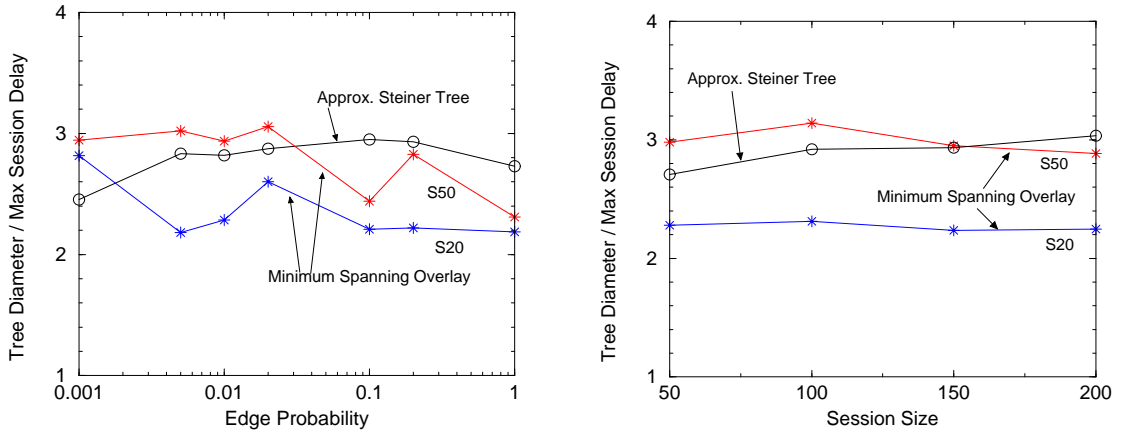 4
3
2
1
Tree Diameter / Max Session Delay
Approx. Steiner Tree
S50
S20
Minimum Spanning Overlay
0.001
0.01
0.1
1
Edge Probability
4
3
2
1
Tree Diameter / Max Session Delay
Approx. Steiner Tree
S50
Minimum Spanning Overlay
S20
50
100
150
200
Session Size